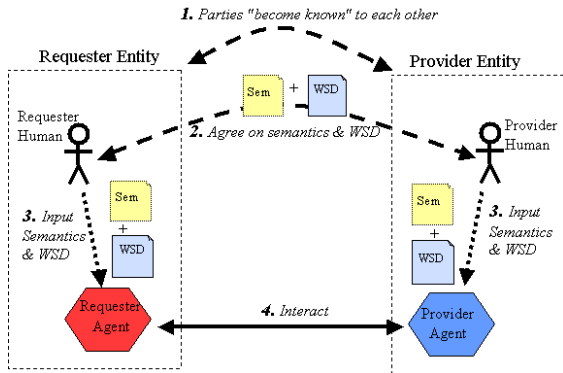 1. Parties "become known" to each other
Requester Entity
Provider Entity
Sem
+
WSD
Requester
Human
2. Agree on semantics & WSD
Provider
Human
3. Input
Semantics
& WSD
Sem
+
WSD
Sem
+
WSD
3. Input
Semantics
& WSD
Requester
Agent
4. Interact
Provider
Agent